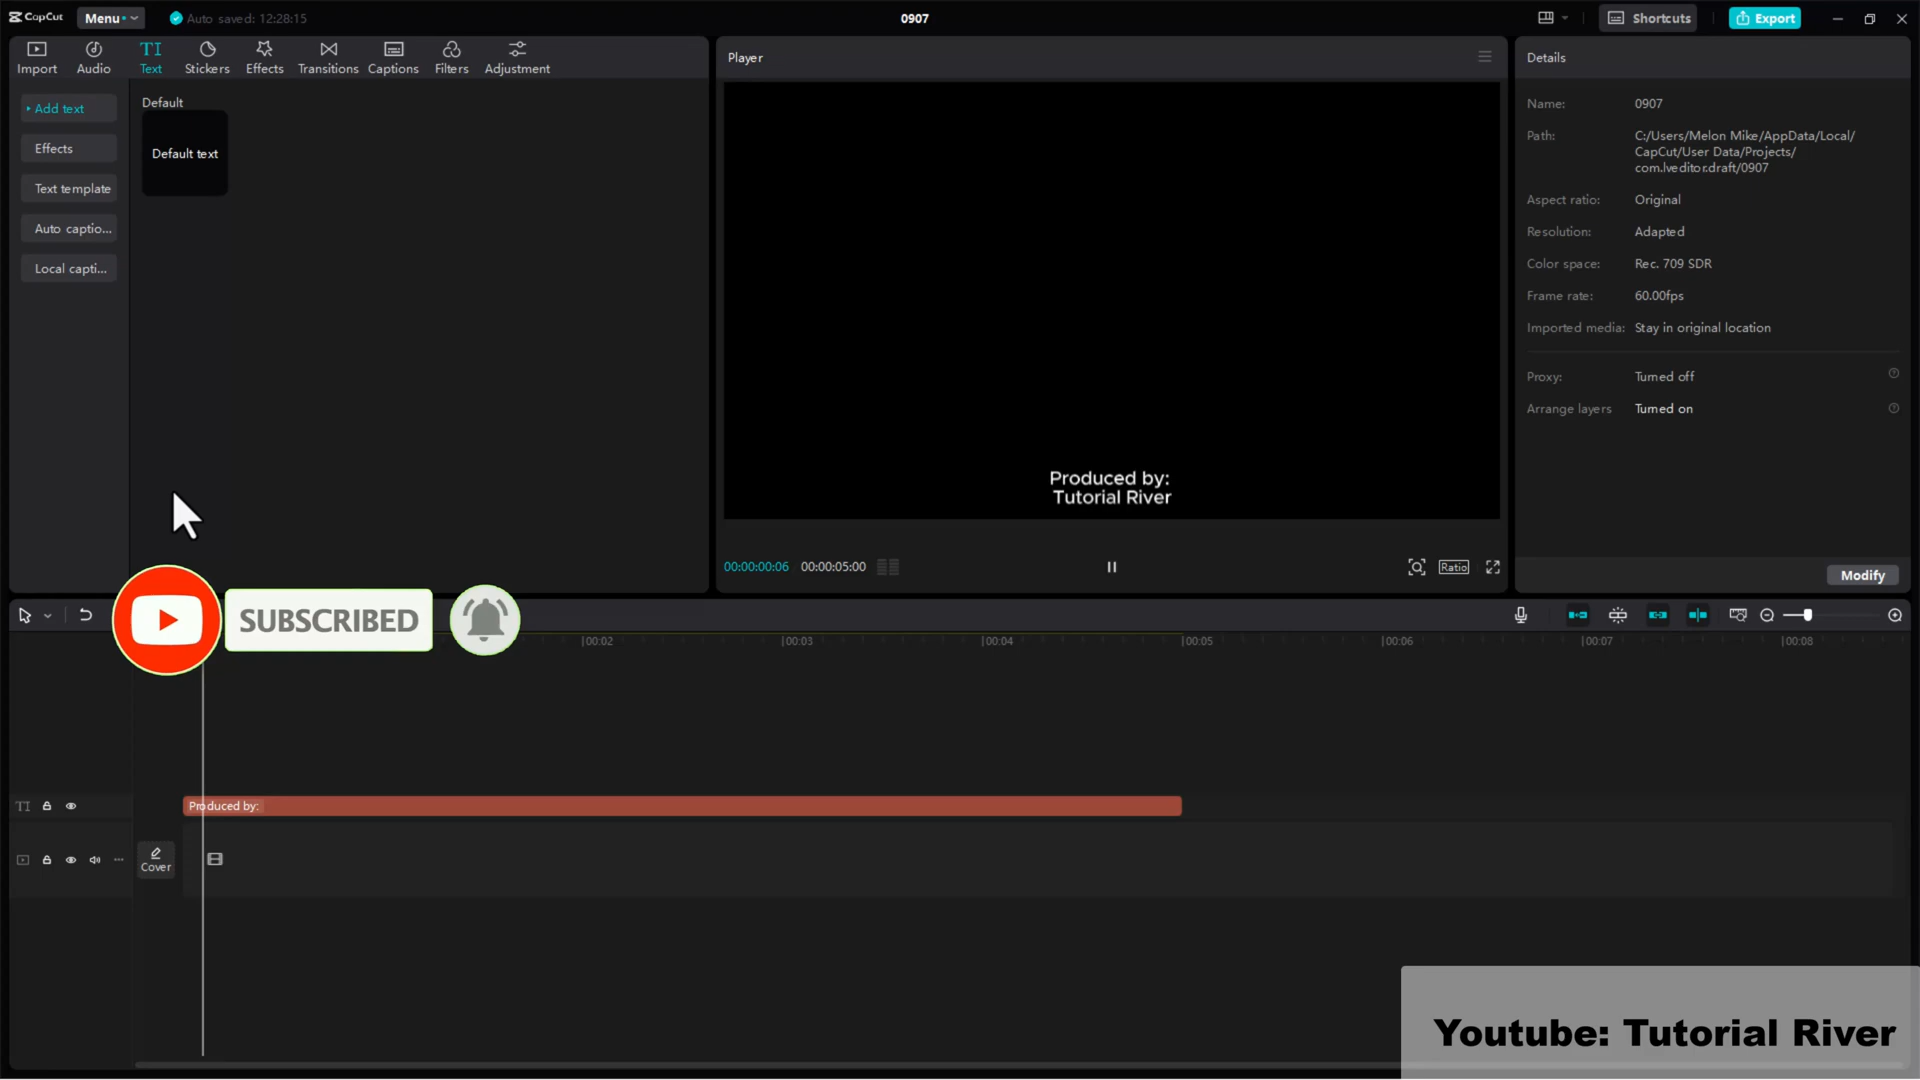 CapCut
Menu
Auto saved: 12:28:15
0907
Shortcuts
Export
Import
Audio
TI
Text
Stickers
Effects
Transitions
Captions
Filters
Adjustment
Player
Details
Add text
Effects
Text template
Auto captio...
Local capti...
Default
Default text
Produced by:
Tutorial River
00:00:00:06
00:00:05:00
Ratio
Name:
0907
Path:
C:/Users/Melon Mike/AppData/Local/
CapCut/User Data/Projects/
com.lveditor.draft/0907
Aspect ratio:
Original
Resolution:
Adapted
Color space:
Rec. 709 SDR
Frame rate:
60.00fps
Imported media:
Stay in original location
Proxy:
Turned off
Arrange layers
Turned on
Modify
SUBSCRIBED
00:02
00:03
00:04
00:05
00:06
00:07
00:08
TI
Produced by:
Cover
Youtube: Tutorial River